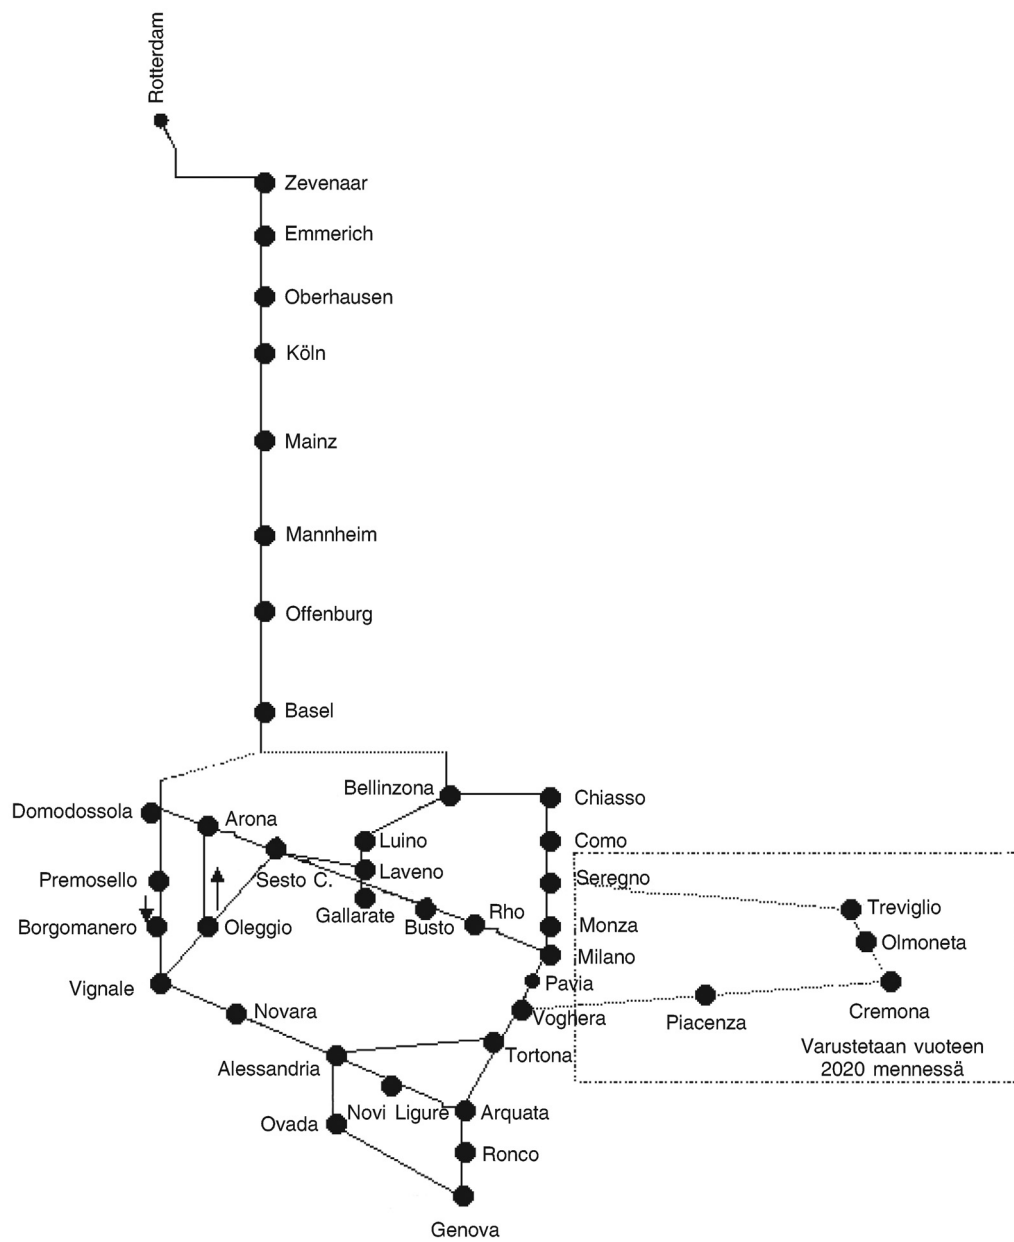 Rotterdam
Zevenaar
Emmerich
Oberhausen
Köln
Mainz
Mannheim
Offenburg
Basel
Bellinzona
Chiasso
Domodossola
Arona
Luino
Como
Laveno
Sesto C.
Premosello
Seregno
Gallarate
Busto
Rho
Treviglio
Borgomanero
Oleggio
Monza
Olmoneta
Milano
Pavia
Vignale
Novara
Voghera
Piacenza
Cremona
Alessandria
Tortona
Varustetaan vuoteen
2020 mennessä
Novi Ligure
Arquata
Ovada
Ronco
Genova